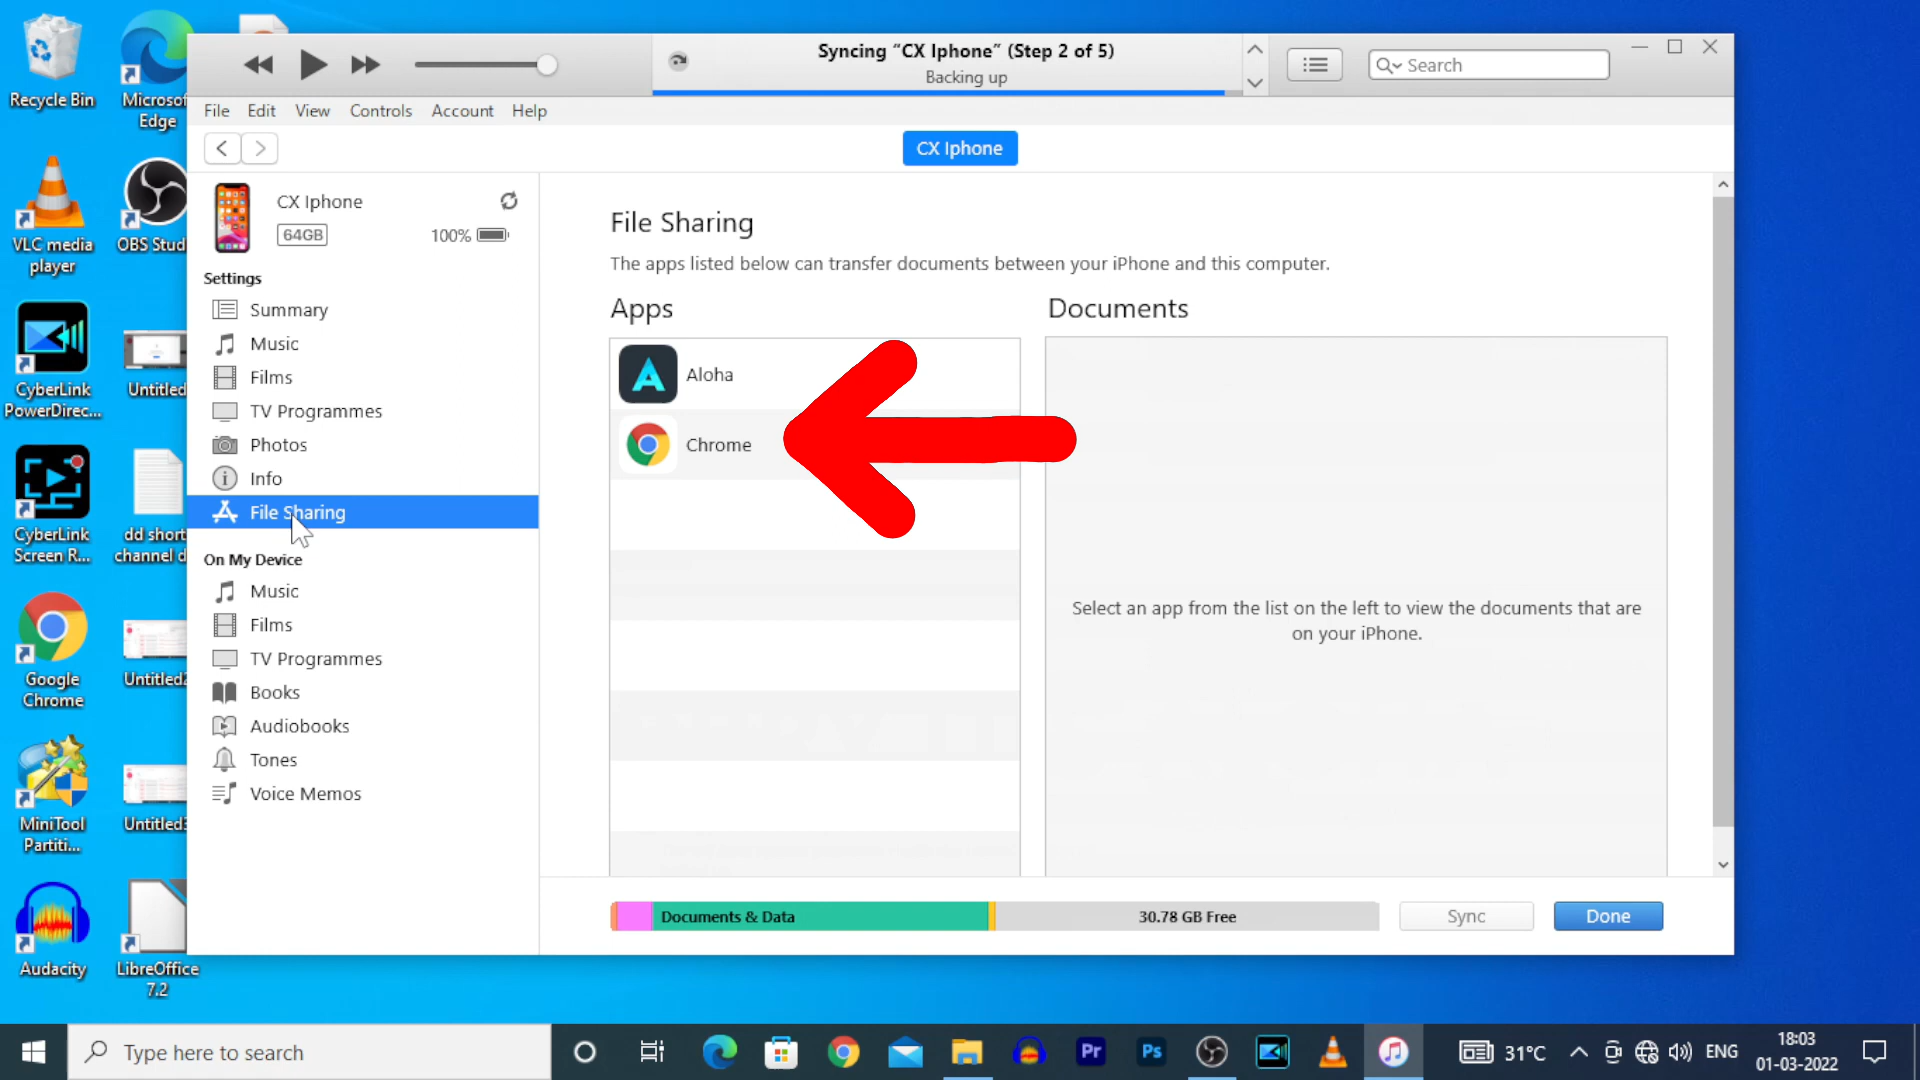 Recycle Bin
Microsof
Edge
VLC media
player
OBS Stud
CyberLink
PowerDirec...
Untitled
CyberLink
Screen R...
dd short
channel d
Google
Chrome
Untitled2
MiniTool
Partiti...
Untitled3
Audacity
LibreOffice
7.2
Syncing “CX Iphone” (Step 2 of 5)
Backing up
Search
File Edit View Controls Account Help
CX Iphone
CX Iphone
64GB
100%
Settings
Summary
Music
Films
TV Programmes
Photos
Info
File Sharing
On My Device
Music
Films
TV Programmes
Books
Audiobooks
Tones
Voice Memos
File Sharing
The apps listed below can transfer documents between your iPhone and this computer.
Apps
Aloha
Chrome
Documents
Select an app from the list on the left to view the documents that are
on your iPhone.
Documents & Data
30.78 GB Free
Sync
Done
Type here to search
Pr
Ps
31°C
ENG
18:03
01-03-2022